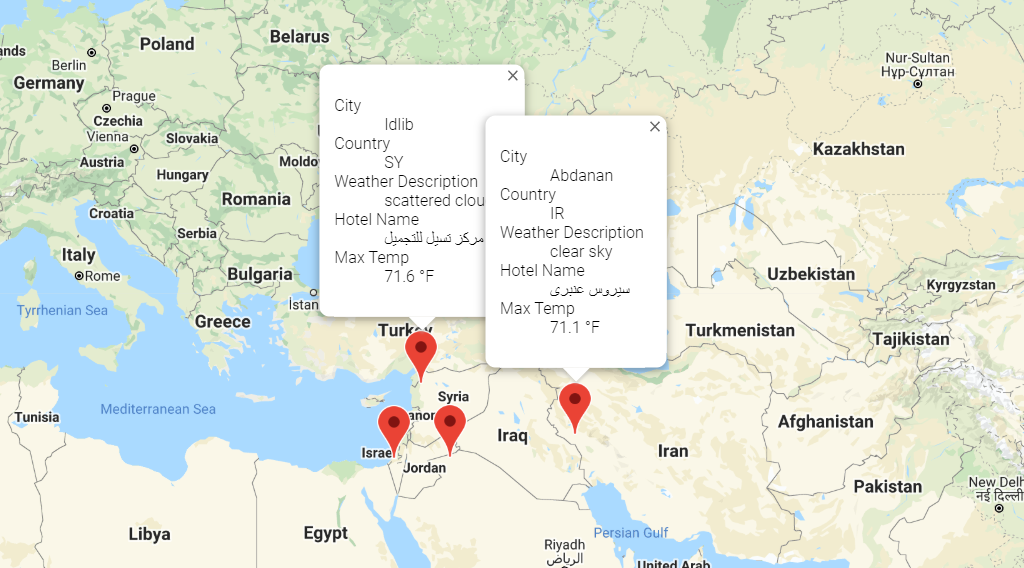 Belarus
Poland
ands
Berlin
Germany
Prague
Czechia
Vienna
Slovakia
Austria
Hungary
Moldo
Romania
Croatia
Serbia
Italy
Rome
Bulgaria
Tyrrhenian Sea
Greece
İstan
Turkey
City
Idlib
Country
SY
Weather Description
scattered clou
Hotel Name
مركز تسيل للتجميل
Max Temp
71.6 °F
City
Abdanan
Country
IR
Weather Description
clear sky
Hotel Name
سیروس عنبری
Max Temp
71.1 °F
Nur-Sultan
Нұр-Сұлтан
Kazakhstan
Uzbekistan
Kyrgyzstan
Turkmenistan
Tajikistan
Tunisia
Mediterranean Sea
Syria
anon
Israel
Jordan
Iraq
Iran
Afghanistan
Pakistan
New Delh
नई दिल्ली
Libya
Egypt
Persian Gulf
Riyadh
الرياض
United Arab